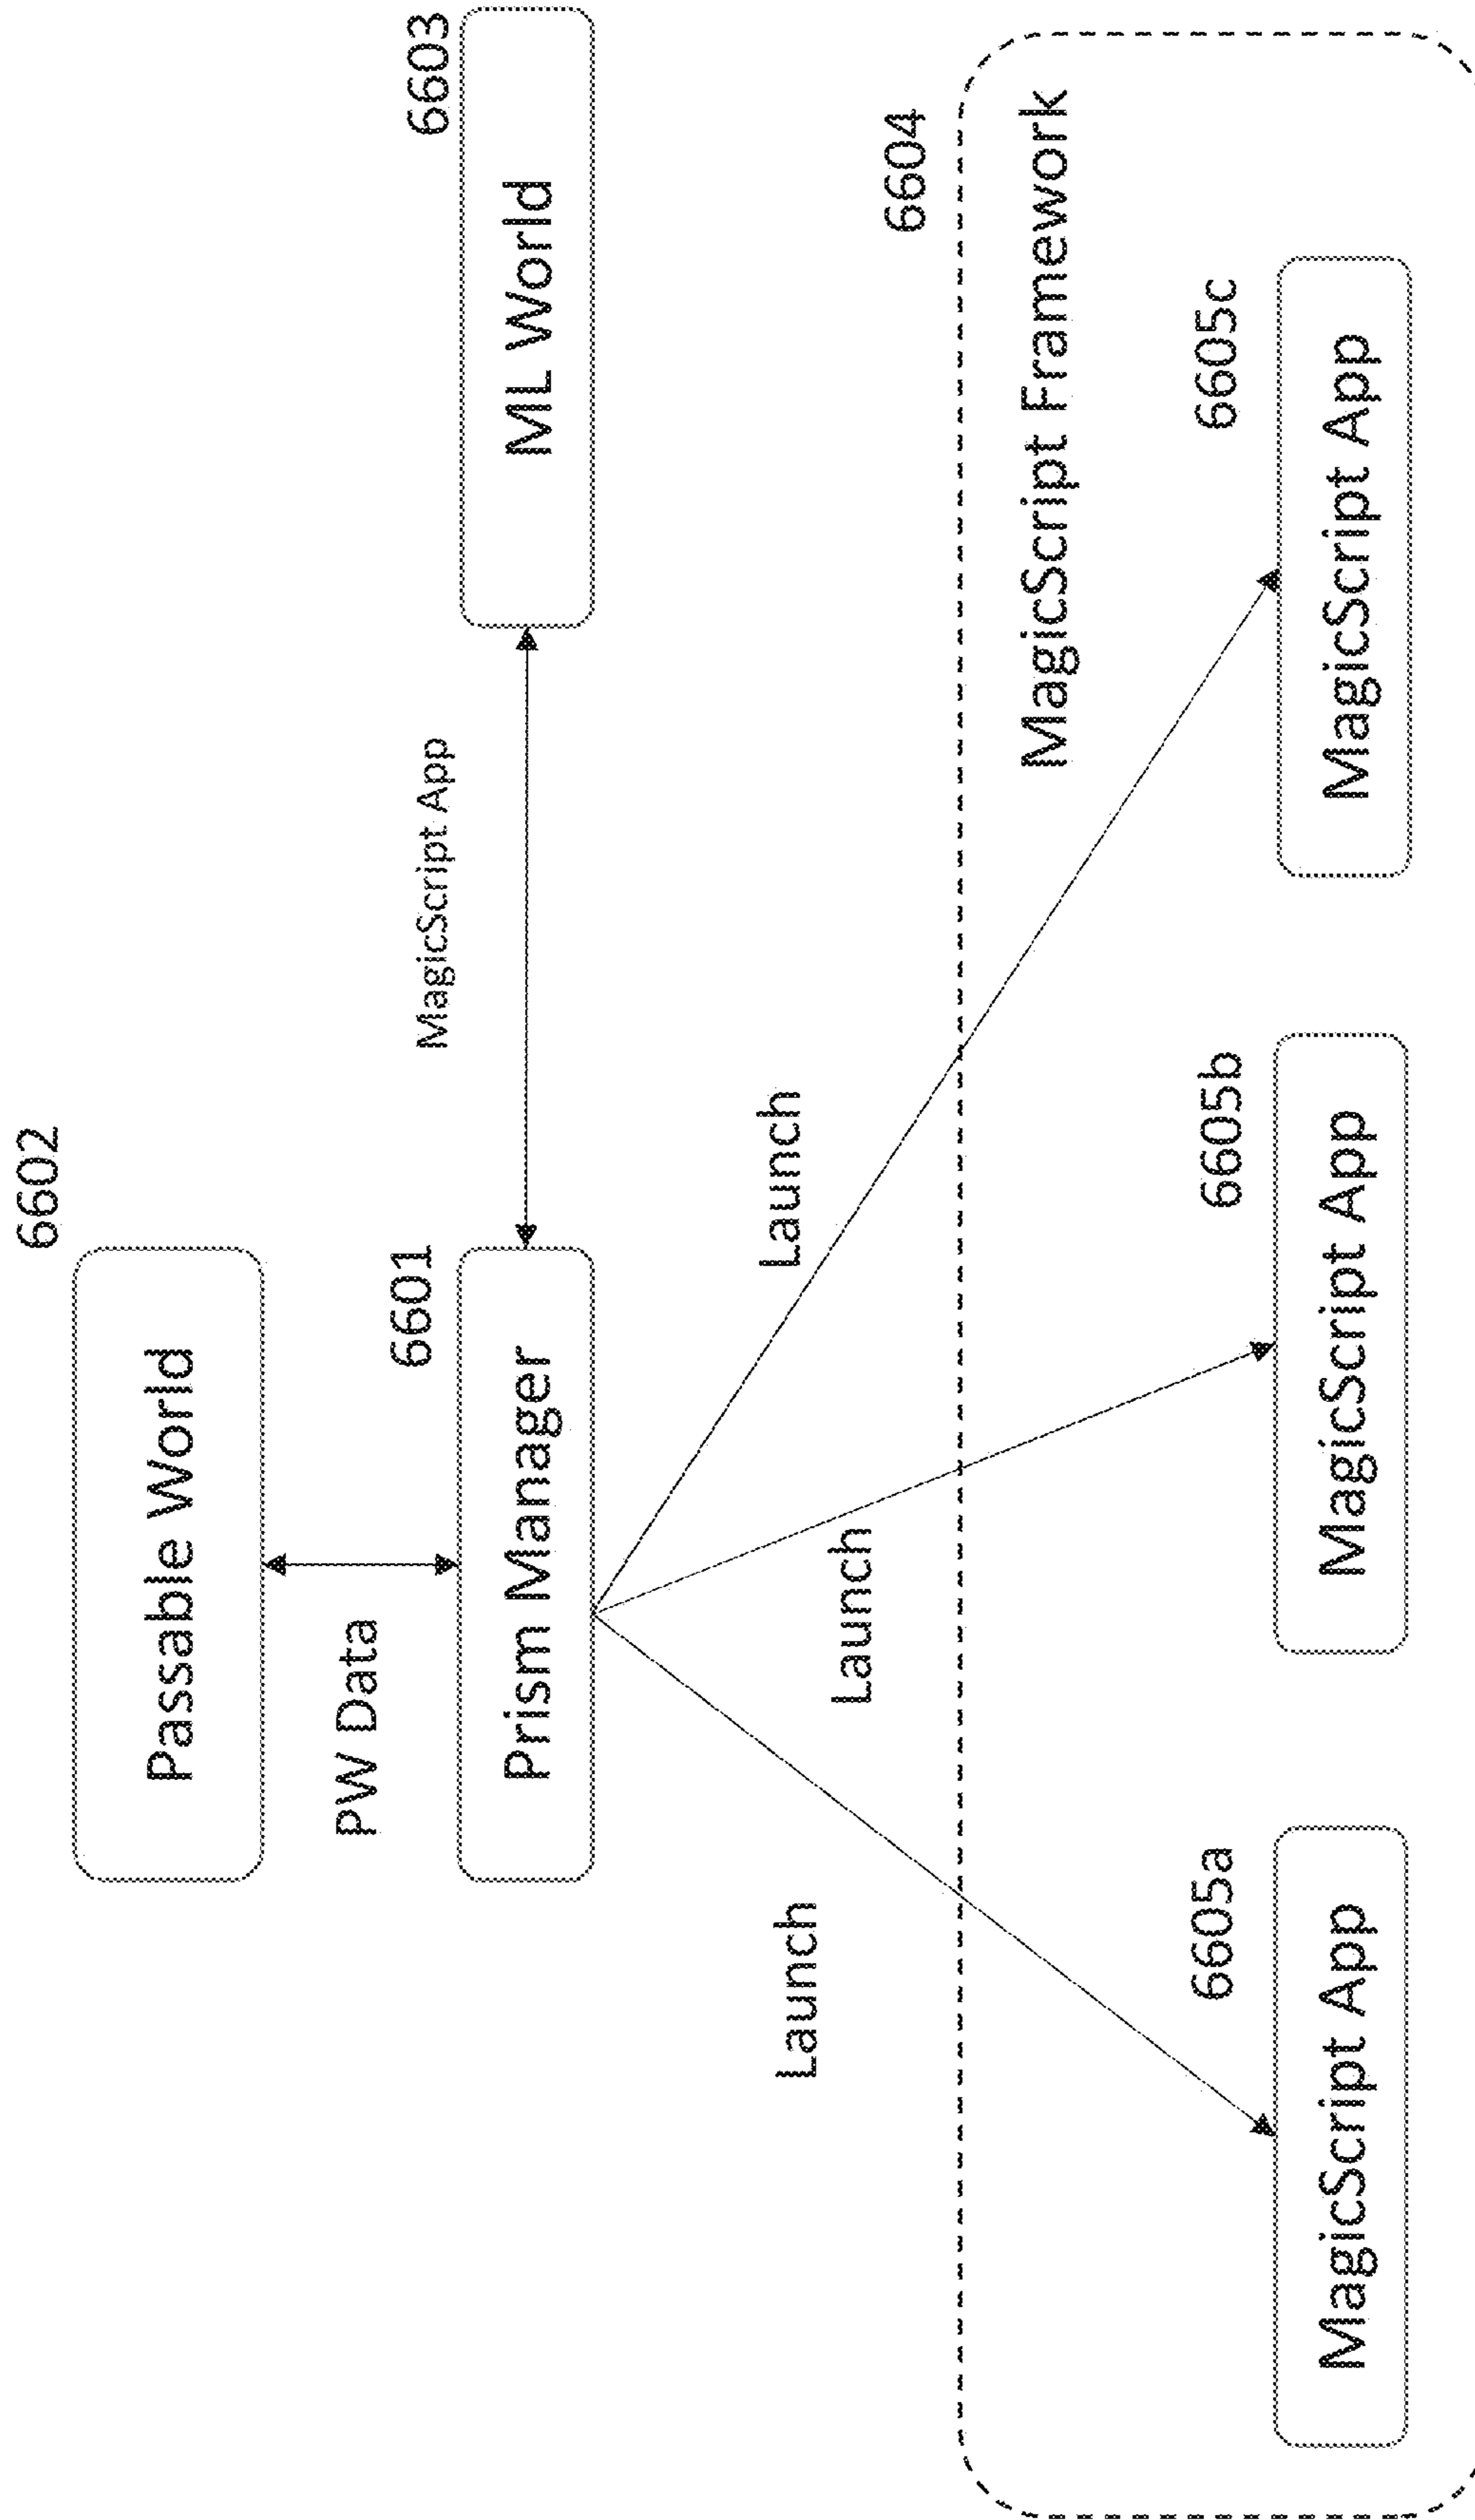 6602
Passable World
PW Data
6601
Prism Manager
MagicScript App
6603
ML World
Launch
Launch
Launch
6604
MagicScript Framework
6605a
MagicScript App
6605b
MagicScript App
6605c
MagicScript App